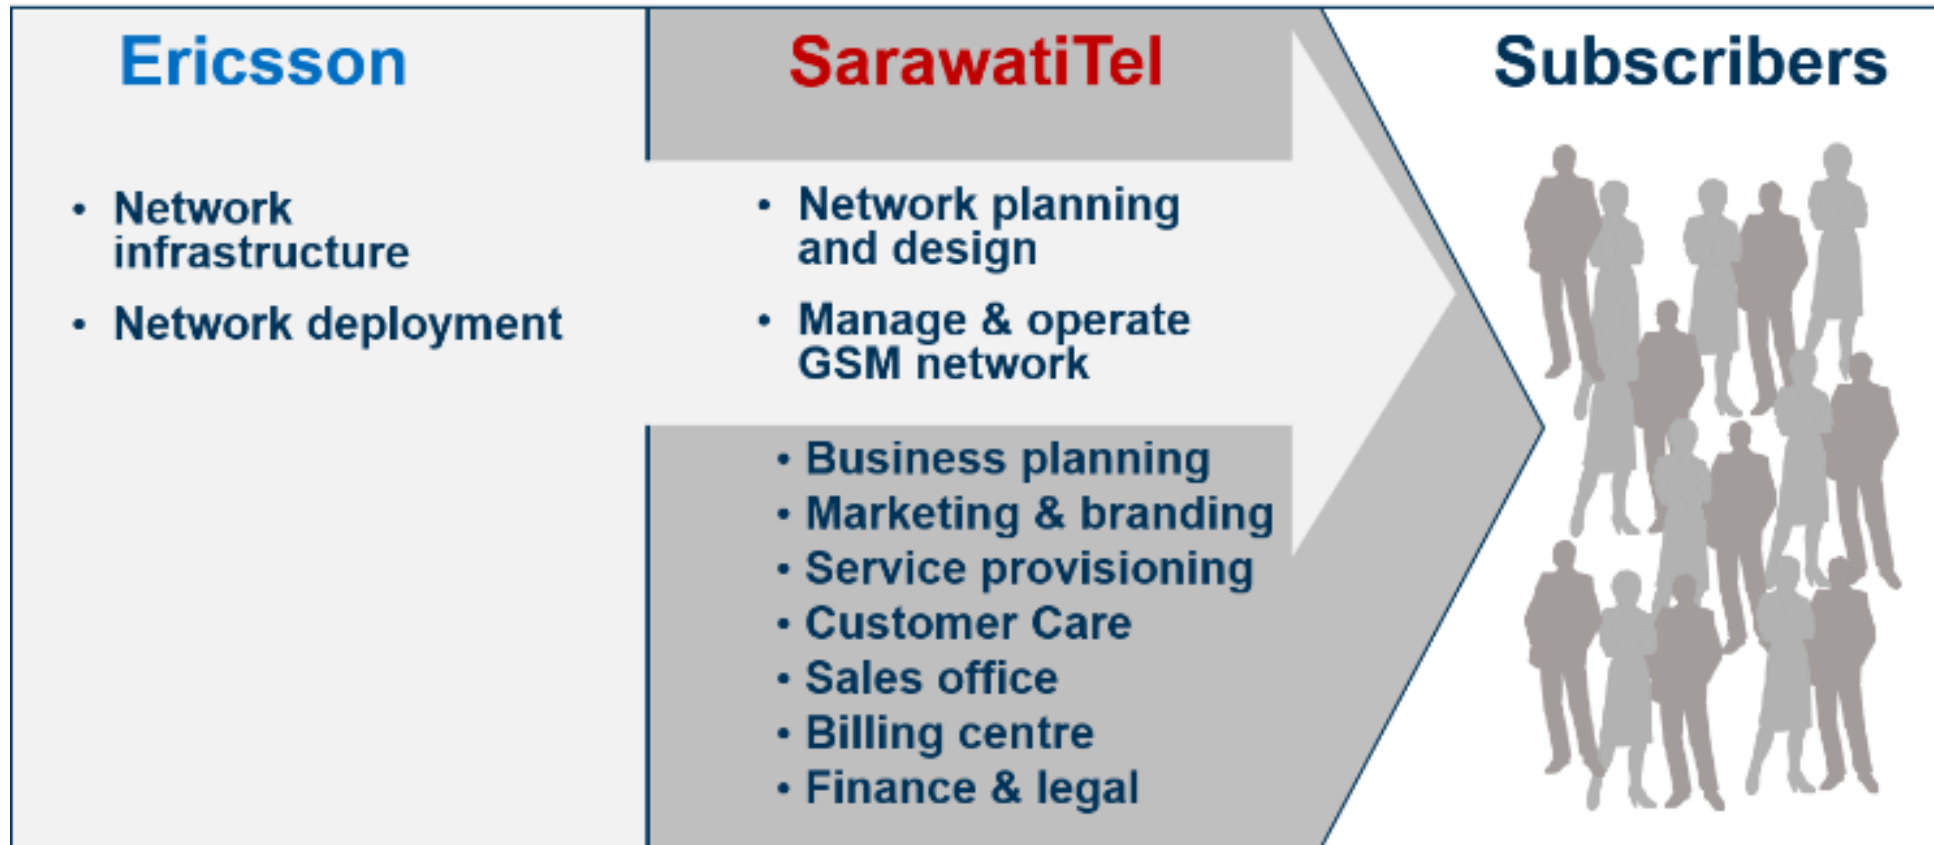 Ericsson
• Network
infrastructure
• Network deployment
SarawatiTel
• Network planning
and design
• Manage & operate
GSM network
• Business planning
• Marketing & branding
• Service provisioning
• Customer Care
• Sales office
• Billing centre
• Finance & legal
Subscribers